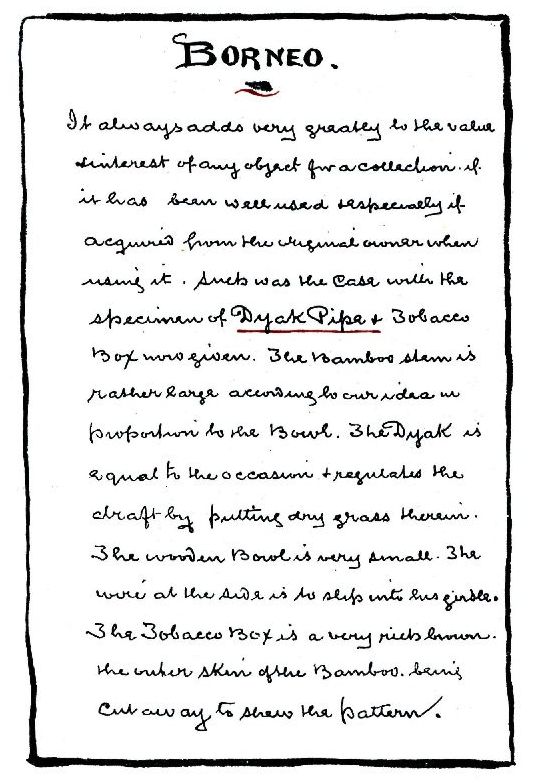 BORNEO.
It always adds very greatly to the value
& interest of any object for a collection. if
it has been well used & especially if
acquired from the original owner when
using it. Such was the Case with the
specimen of Dyak Pipe & Tobacco
Box now given. The Bamboo stem is
rather large according to our idea in
proportion to the Bowl. The Dyak is
equal to the occasion & regulates the
draft by putting dry grass therein.
The wooden Bowl is very small. The
wire at the side is to slip into his girdle.
The Tobacco Box is a very rich brown.
the outer skin of the Bamboo. being
cut away to shew the pattern.